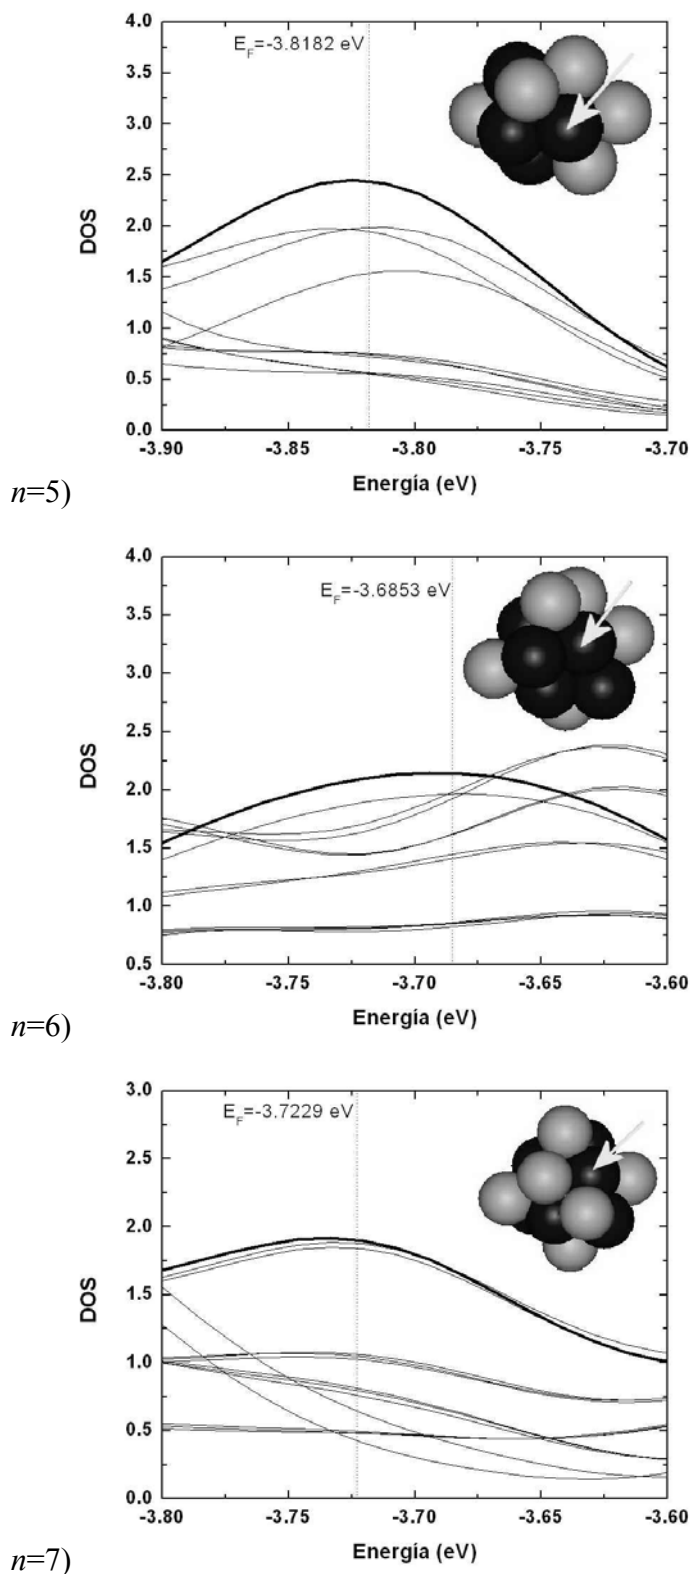 4.0
E_F=-3.8182 eV
3.5
3.0
2.5
DOS
2.0
1.5
1.0
0.5
0.0
-3.90 -3.85 -3.80 -3.75 -3.70
Energía (eV)
n=5)
4.0
E_F=-3.6853 eV
3.5
3.0
2.5
DOS
2.0
1.5
1.0
0.5
-3.80 -3.75 -3.70 -3.65 -3.60
Energía (eV)
n=6)
3.0
E_F=-3.7229 eV
2.5
2.0
DOS
1.5
1.0
0.5
0.0
-3.80 -3.75 -3.70 -3.65 -3.60
Energía (eV)
n=7)